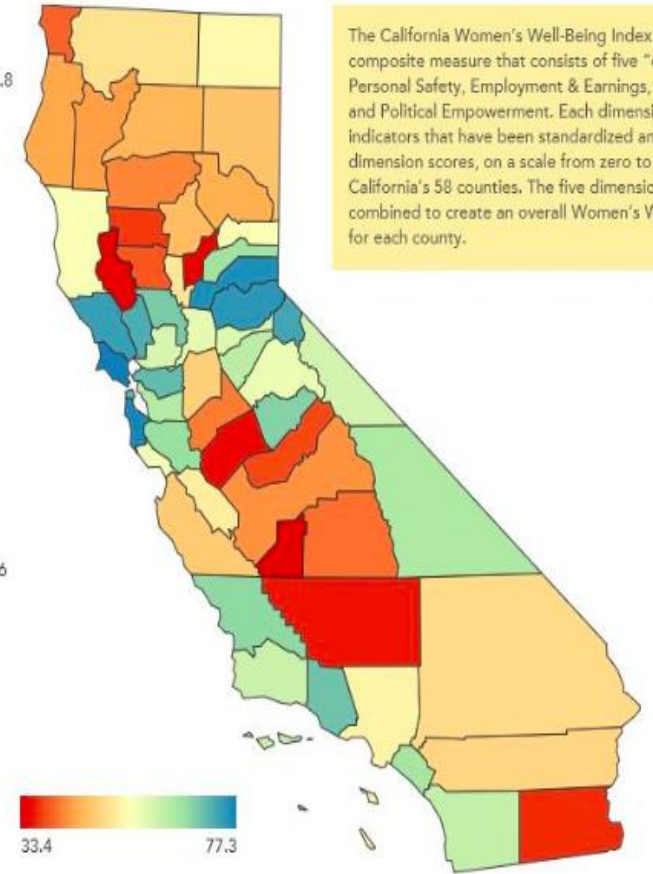 .8
The California Women's Well-Being Index
composite measure that consists of five "
Personal Safety, Employment & Earnings,
and Political Empowerment. Each dimensi
indicators that have been standardized an
dimension scores, on a scale from zero to
California's 58 counties. The five dimensio
combined to create an overall Women's W
for each county.
6
33.4 77.3